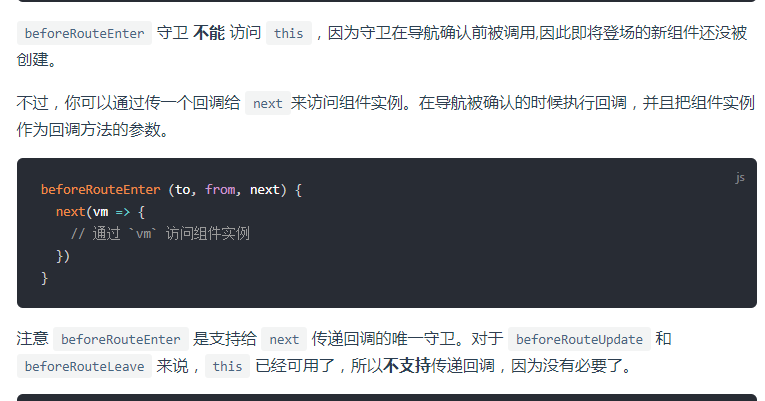 beforeRouteEnter 守卫 不能 访问 this ，因为守卫在导航确认前被调用,因此即将登场的新组件还没被
创建。
不过，你可以通过传一个回调给 next 来访问组件实例。在导航被确认的时候执行回调，并且把组件实例
作为回调方法的参数。
js
beforeRouteEnter (to, from, next) {
  next(vm => {
    // 通过 `vm` 访问组件实例
  })
}
注意 beforeRouteEnter 是支持给 next 传递回调的唯一守卫。对于 beforeRouteUpdate 和
beforeRouteLeave 来说，this 已经可用了，所以不支持传递回调，因为没有必要了。